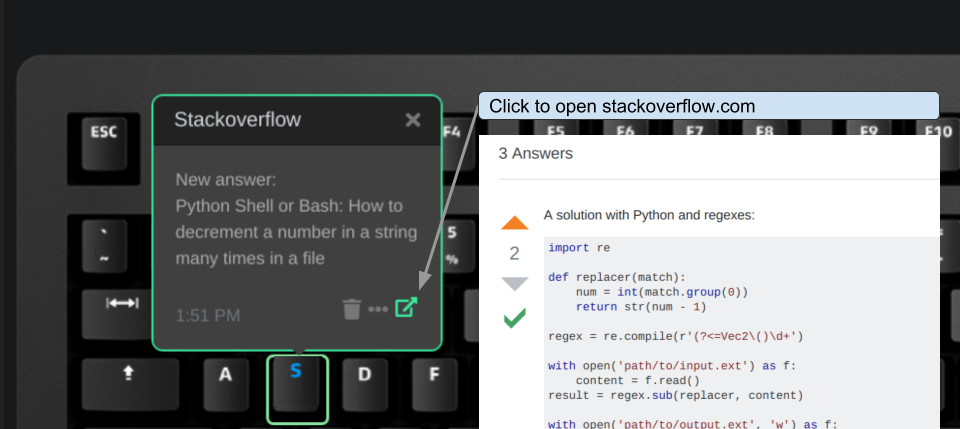 ESC
F4
F5
F6
F7
F8
F9
F10
Stackoverflow
New answer:
Python Shell or Bash: How to
decrement a number in a string
many times in a file
1:51 PM
`
~
5
%
A
S
D
F
Click to open stackoverflow.com
3 Answers
2
A solution with Python and regexes:
import re
def replacer(match):
num = int(match.group(0))
return str(num - 1)
regex = re.compile(r'(?<=Vec2\()\d+')
with open('path/to/input.ext') as f:
content = f.read()
result = regex.sub(replacer, content)
with open('path/to/output.ext', 'w') as f: